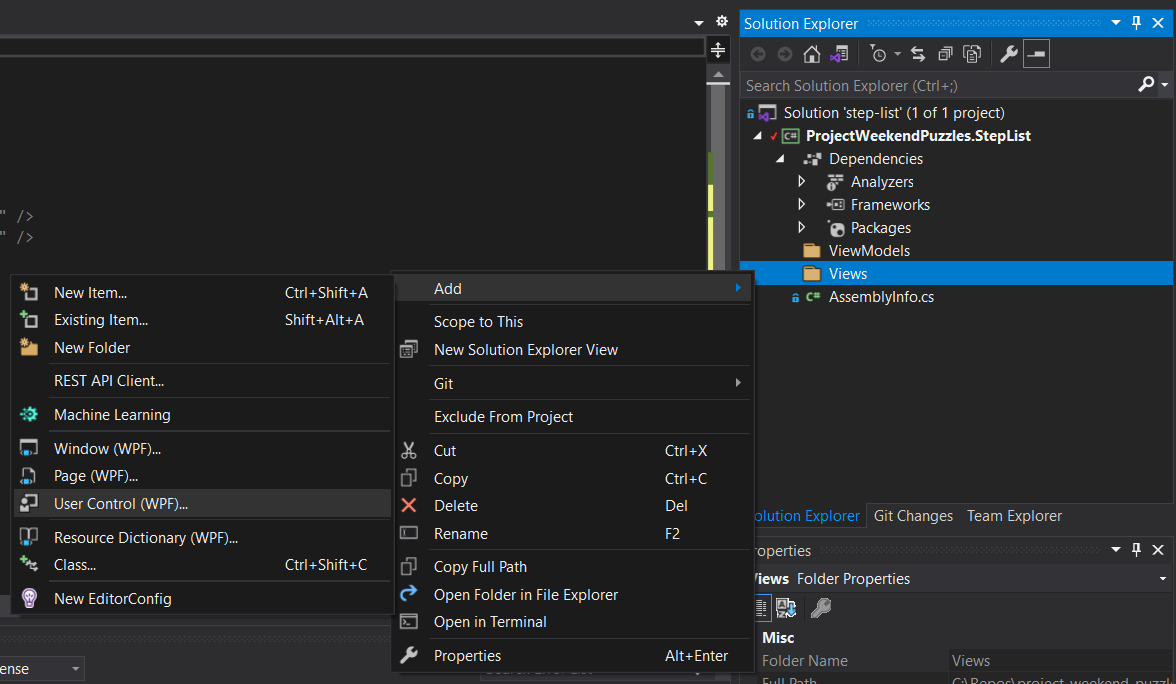 Solution Explorer
Search Solution Explorer (Ctrl+;)
Solution 'step-list' (1 of 1 project)
C# ProjectWeekendPuzzles.StepList
Dependencies
Analyzers
Frameworks
Packages
ViewModels
Views
C# AssemblyInfo.cs
" />
" />
New Item... Ctrl+Shift+A
Existing Item... Shift+Alt+A
New Folder
REST API Client...
Machine Learning
Window (WPF)...
Page (WPF)...
User Control (WPF)...
Resource Dictionary (WPF)...
Class... Ctrl+Shift+C
New EditorConfig
Add
Scope to This
New Solution Explorer View
Git
Exclude From Project
Cut Ctrl+X
Copy Ctrl+C
Delete Del
Rename F2
Copy Full Path
Open Folder in File Explorer
Open in Terminal
Properties Alt+Enter
olution Explorer Git Changes Team Explorer
roperties
Views Folder Properties
Misc
Folder Name Views
Full Path C:\Repos\project_weekend_puzzl
ense